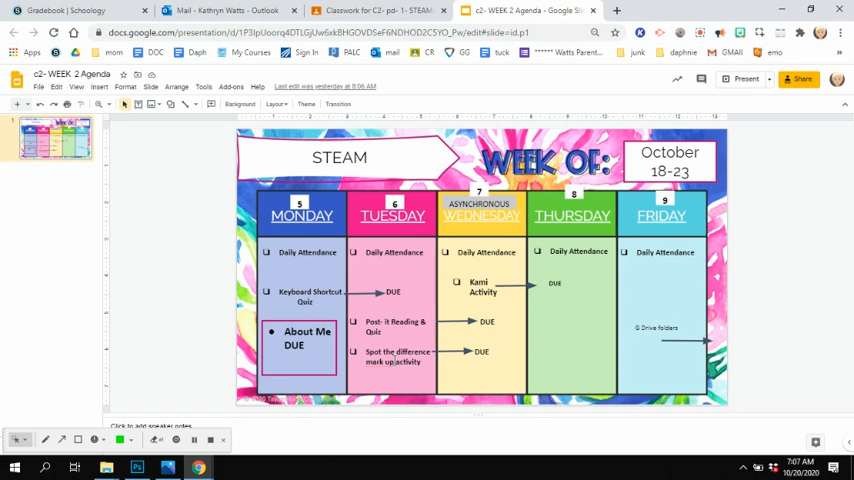 Gradebook | Schoology
Mail - Kathryn Watts - Outlook
Classwork for C2- pd- 1- STEAM
c2- WEEK 2 Agenda - Google Slid
docs.google.com/presentation/d/1P3IpUoorq4DTLGjUw6xkBHGOVDSeF6NDHOD2C5YO_Pw/edit#slide=id.p1
Apps
mom
DOC
Daph
My Courses
Sign In
PALC
mail
CR
GG
tuck
****** Watts Parent...
junk
daphnie
GMAIL
emo
c2- WEEK 2 Agenda
File Edit View Insert Format Slide Arrange Tools Add-ons Help
Last edit was yesterday at 8:06 AM
Present
Share
Background Layout Theme Transition
STEAM
WEEK OF:
October
18-23
5
MONDAY
6
TUESDAY
7
ASYNCHRONOUS
WEDNESDAY
8
THURSDAY
9
FRIDAY
Daily Attendance
Daily Attendance
Daily Attendance
Daily Attendance
Daily Attendance
Keyboard Shortcut
Quiz
DUE
Kami
Activity
DUE
About Me
DUE
Post- it Reading &
Quiz
DUE
Spot the difference
mark up activity
DUE
G Drive folders
Click to add speaker notes
7:07 AM
10/20/2020